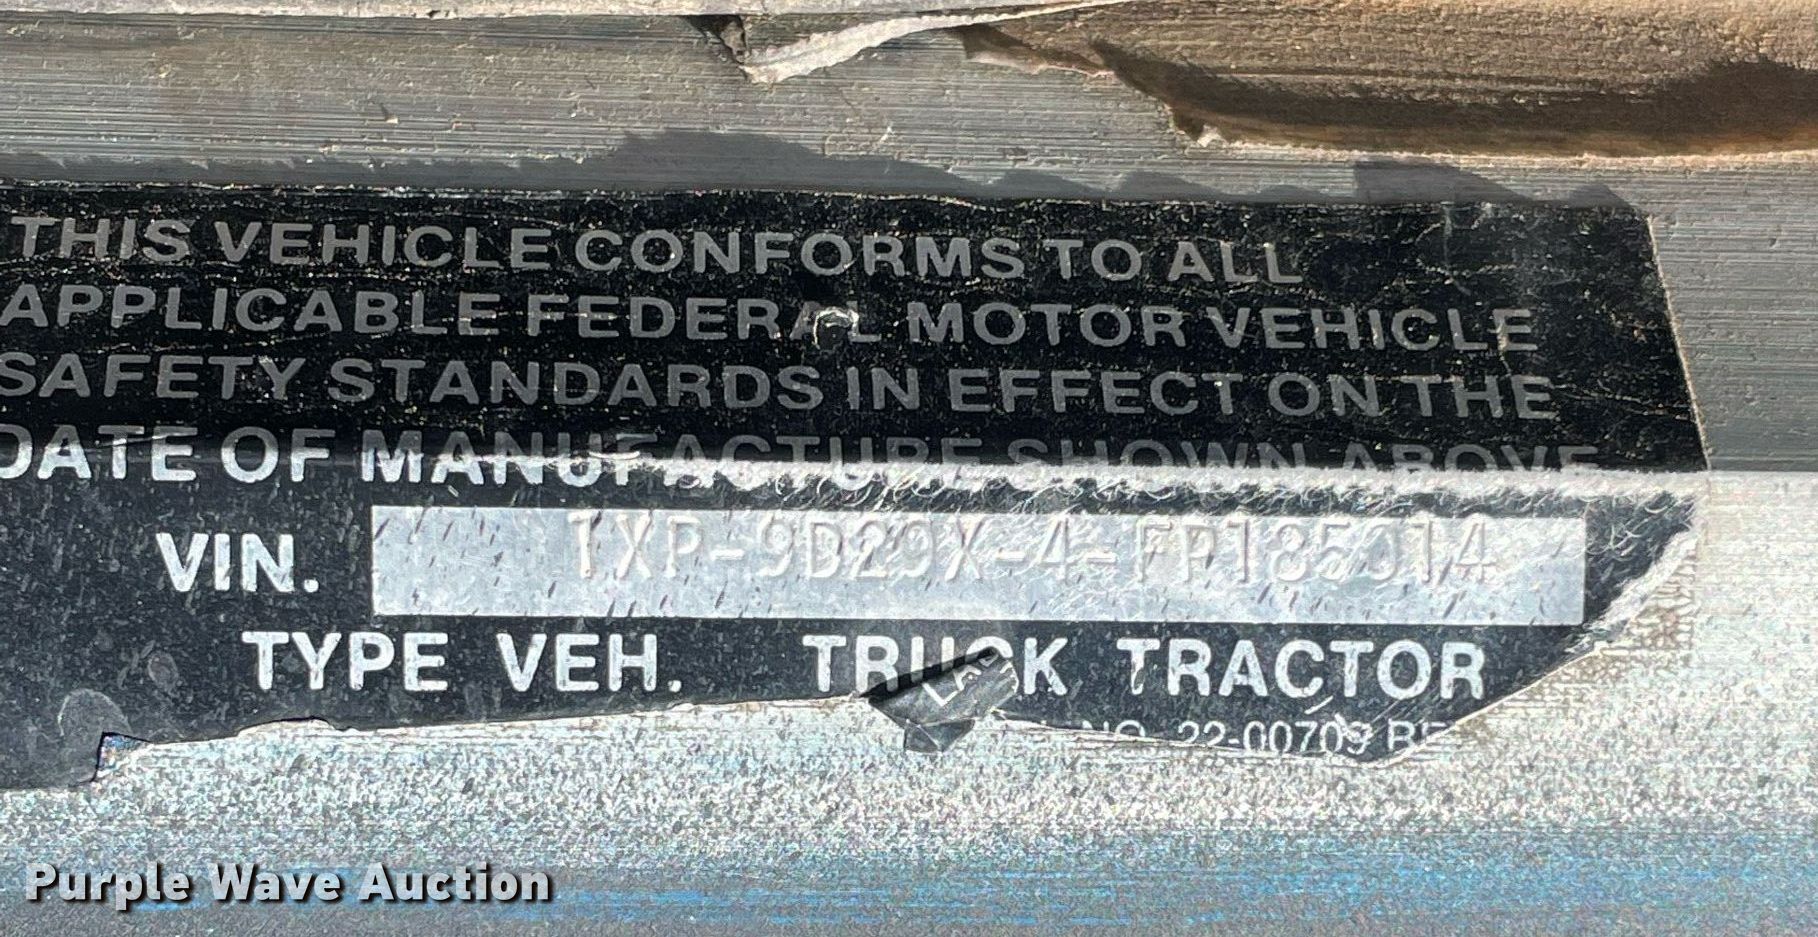 THIS VEHICLE CONFORMS TO ALL
APPLICABLE FEDERAL MOTOR VEHICLE
SAFETY STANDARDS IN EFFECT ON THE
DATE OF MANUFACTURE SHOWN ABOVE
VIN. 1XP-9D29X-4-FP185014
TYPE VEH. TRUCK TRACTOR
NO. 22-00709
Purple Wave Auction